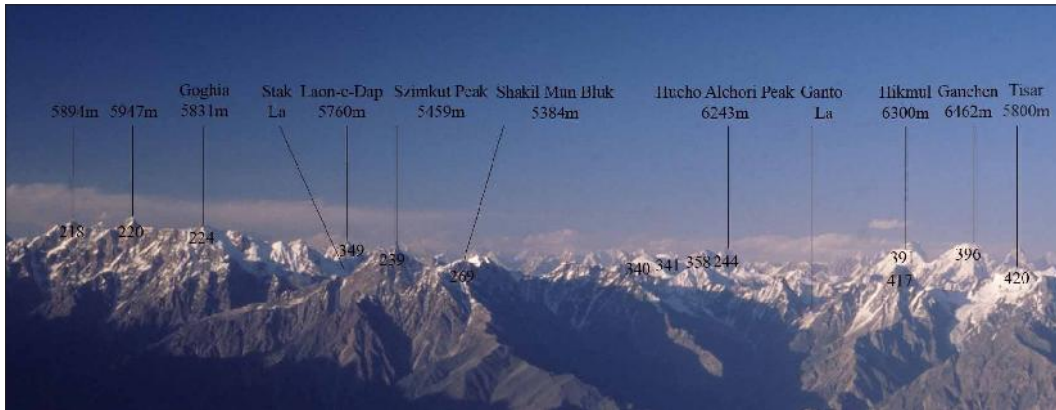 Goghia Stak Laon-e-Dap Szimkut Peak Shakil Mun Bluk Hucho Alchori Peak Ganto Hikmul Ganchen Tisar
5894m 5947m 5831m La 5760m 5459m 5384m 6243m La 6300m 6462m 5800m
218 220 224 349 239 269 340 341 358 244 391 396
417 420